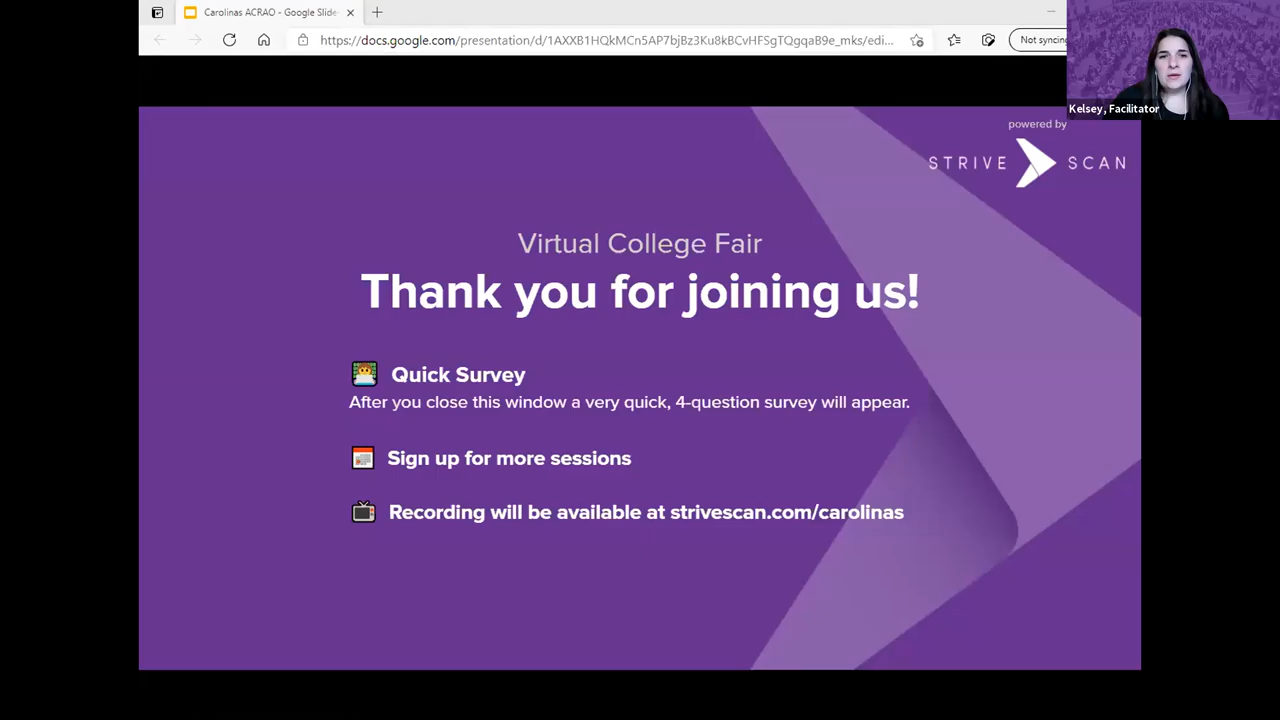 Carolinas ACRAO - Google Slide
https://docs.google.com/presentation/d/1AXXB1HQkMCn5AP7bjBz3Ku8kBCvHFSgTQgqaB9e_mks/edi...
Not syncing
Kelsey, Facilitator
powered by
STRIVE SCAN
Virtual College Fair
Thank you for joining us!
Quick Survey
After you close this window a very quick, 4-question survey will appear.
Sign up for more sessions
Recording will be available at strivescan.com/carolinas